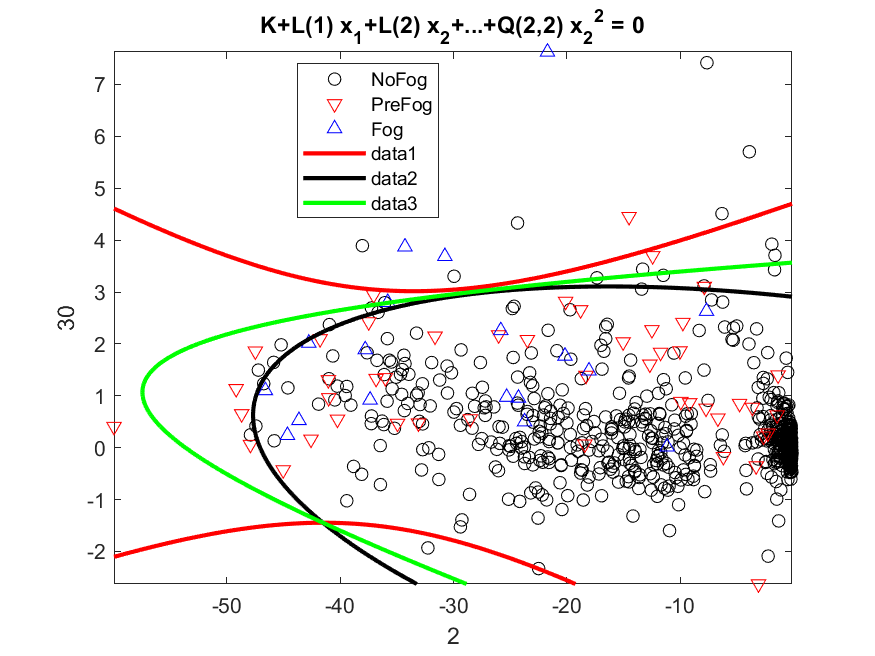 K+L(1) x1+L(2) x2+...+Q(2,2) x2^2 = 0
NoFog
PreFog
Fog
data1
data2
data3
7
6
5
4
3
2
1
0
-1
-2
30
-50 -40 -30 -20 -10
2